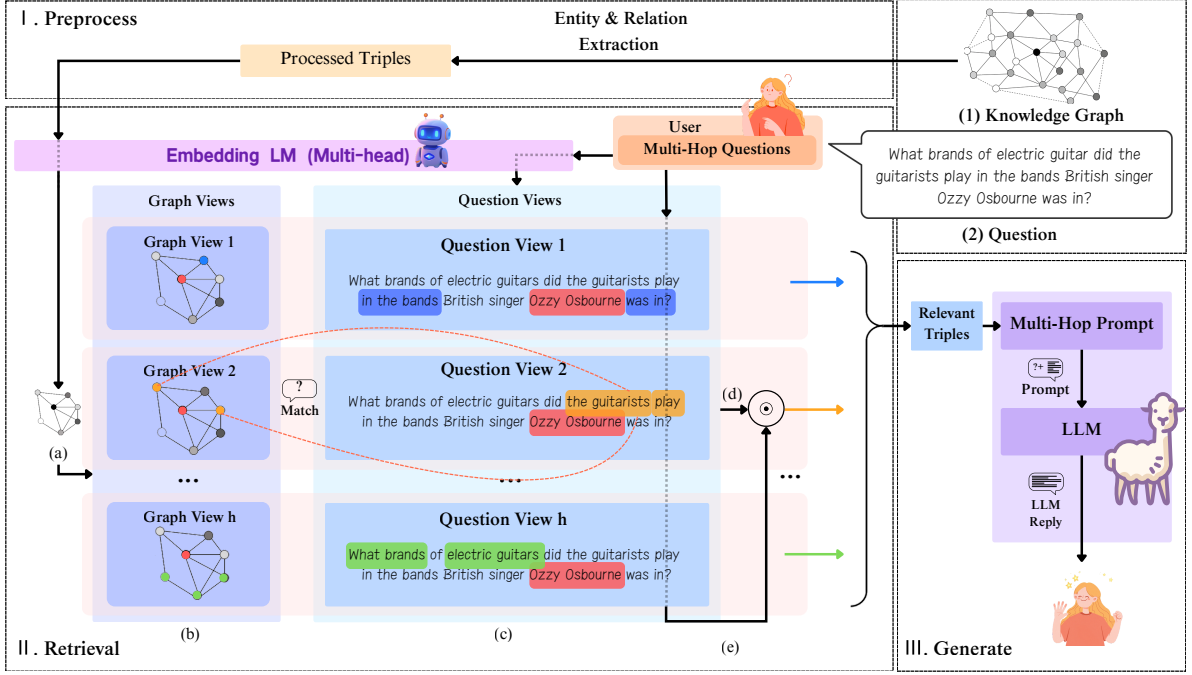 Ⅰ. Preprocess
Entity & Relation
Extraction
Processed Triples
(1) Knowledge Graph
User
Multi-Hop Questions
Embedding LM (Multi-head)
What brands of electric guitar did the
guitarists play in the bands British singer
Ozzy Osbourne was in?
(2) Question
Graph Views
Question Views
Graph View 1
Question View 1
What brands of electric guitars did the guitarists play
in the bands British singer Ozzy Osbourne was in?
Graph View 2
?
Match
Question View 2
What brands of electric guitars did the guitarists play
in the bands British singer Ozzy Osbourne was in?
(a)
(d)
...
...
...
Graph View h
Question View h
What brands of electric guitars did the guitarists play
in the bands British singer Ozzy Osbourne was in?
(b)
(c)
(e)
Ⅱ. Retrieval
Relevant
Triples
Multi-Hop Prompt
?+
Prompt
LLM
LLM
Reply
Ⅲ. Generate